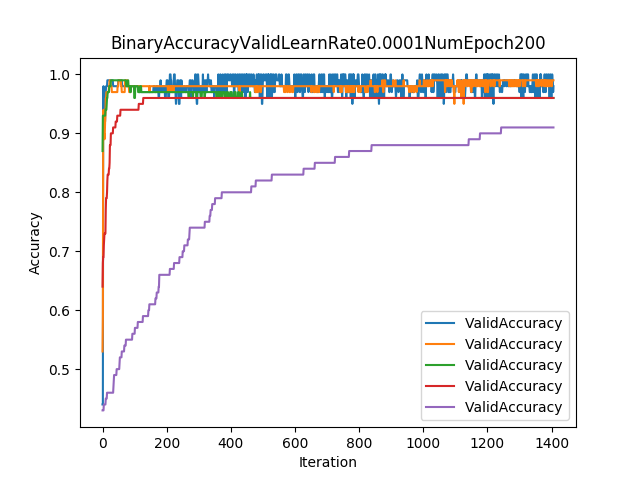 BinaryAccuracyValidLearnRate0.0001NumEpoch200
1.0
0.9
0.8
0.7
0.6
0.5
Accuracy
ValidAccuracy
ValidAccuracy
ValidAccuracy
ValidAccuracy
ValidAccuracy
0 200 400 600 800 1000 1200 1400
Iteration